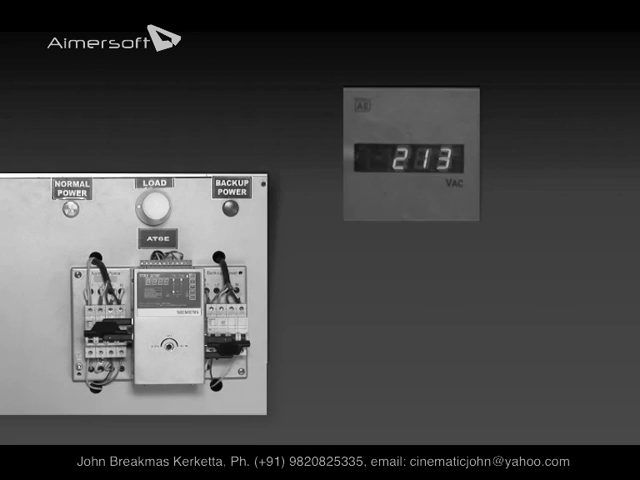 Aimersoft
AE
213
VAC
NORMAL
POWER
LOAD
BACKUP
POWER
ATSE
SIEMENS
John Breakmas Kerketta, Ph. (+91) 9820825335, email: cinematicjohn@yahoo.com